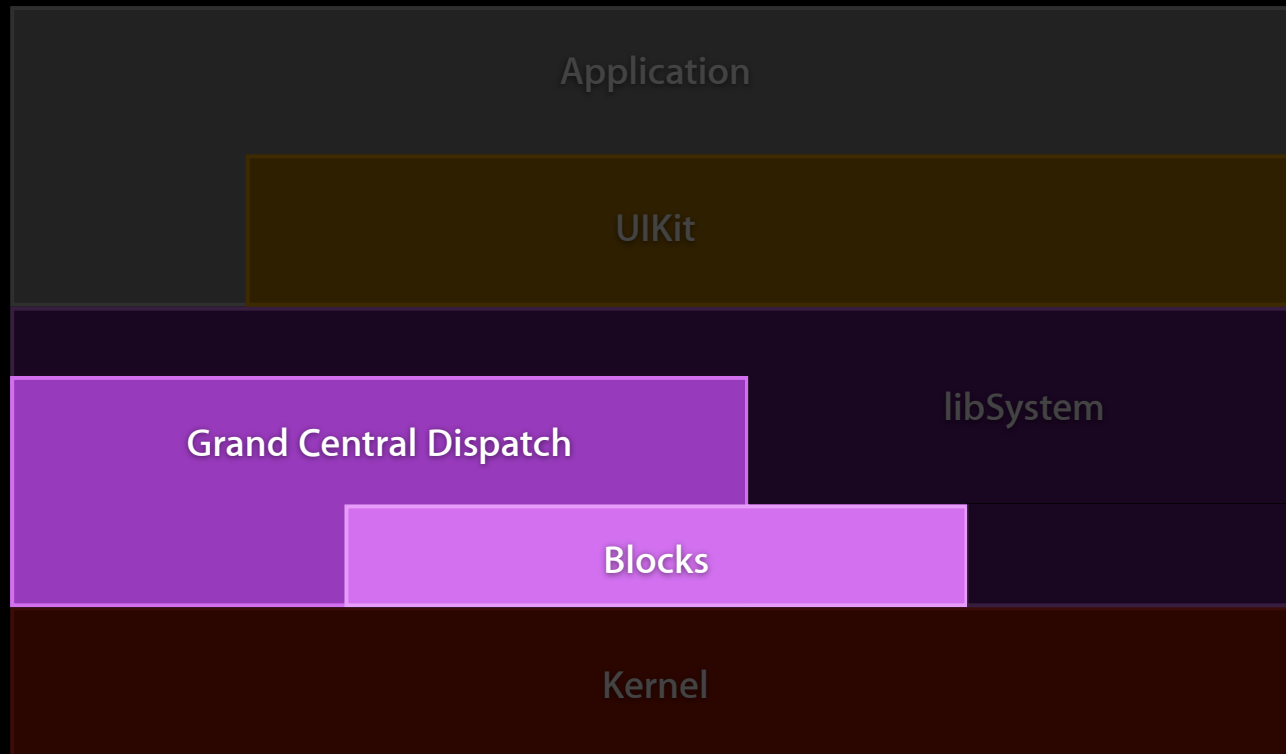 Application
UIKit
libSystem
Grand Central Dispatch
Blocks
Kernel